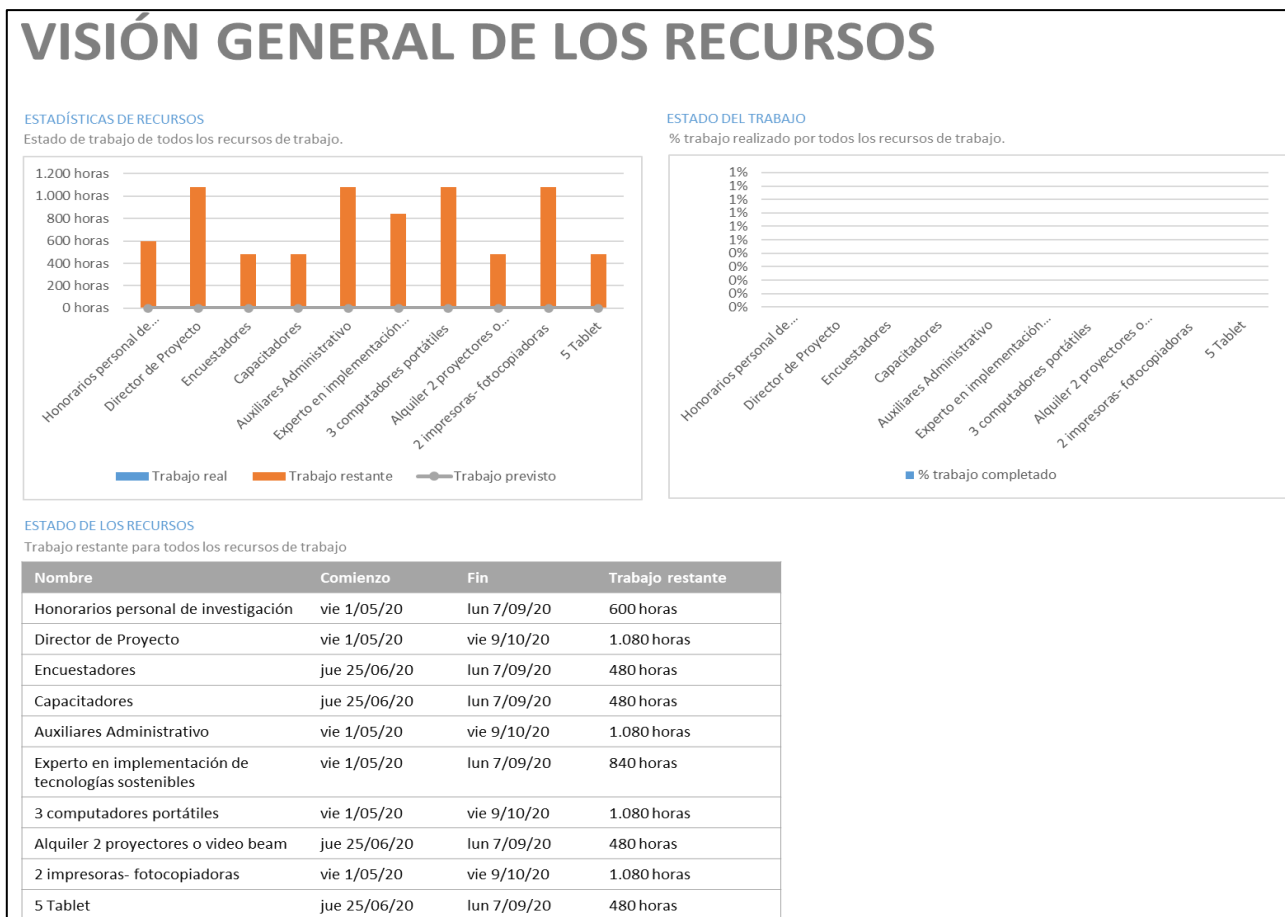 VISIÓN GENERAL DE LOS RECURSOS
ESTADÍSTICAS DE RECURSOS
Estado de trabajo de todos los recursos de trabajo.
1.200 horas
1.000 horas
800 horas
600 horas
400 horas
200 horas
0 horas
Honorarios personal de...
Director de Proyecto
Encuestadores
Capacitadores
Auxiliares Administrativo
Experto en implementación...
3 computadores portátiles
Alquiler 2 proyectores o...
2 impresoras- fotocopiadoras
5 Tablet
Trabajo real Trabajo restante Trabajo previsto
ESTADO DEL TRABAJO
% trabajo realizado por todos los recursos de trabajo.
1%
1%
1%
1%
1%
1%
0%
0%
0%
0%
0%
Honorarios personal de...
Director de Proyecto
Encuestadores
Capacitadores
Auxiliares Administrativo
Experto en implementación...
3 computadores portátiles
Alquiler 2 proyectores o...
2 impresoras- fotocopiadoras
5 Tablet
% trabajo completado
ESTADO DE LOS RECURSOS
Trabajo restante para todos los recursos de trabajo
Nombre Comienzo Fin Trabajo restante
Honorarios personal de investigación vie 1/05/20 lun 7/09/20 600 horas
Director de Proyecto vie 1/05/20 vie 9/10/20 1.080 horas
Encuestadores jue 25/06/20 lun 7/09/20 480 horas
Capacitadores jue 25/06/20 lun 7/09/20 480 horas
Auxiliares Administrativo vie 1/05/20 vie 9/10/20 1.080 horas
Experto en implementación de vie 1/05/20 lun 7/09/20 840 horas
tecnologías sostenibles
3 computadores portátiles vie 1/05/20 vie 9/10/20 1.080 horas
Alquiler 2 proyectores o video beam jue 25/06/20 lun 7/09/20 480 horas
2 impresoras- fotocopiadoras vie 1/05/20 vie 9/10/20 1.080 horas
5 Tablet jue 25/06/20 lun 7/09/20 480 horas